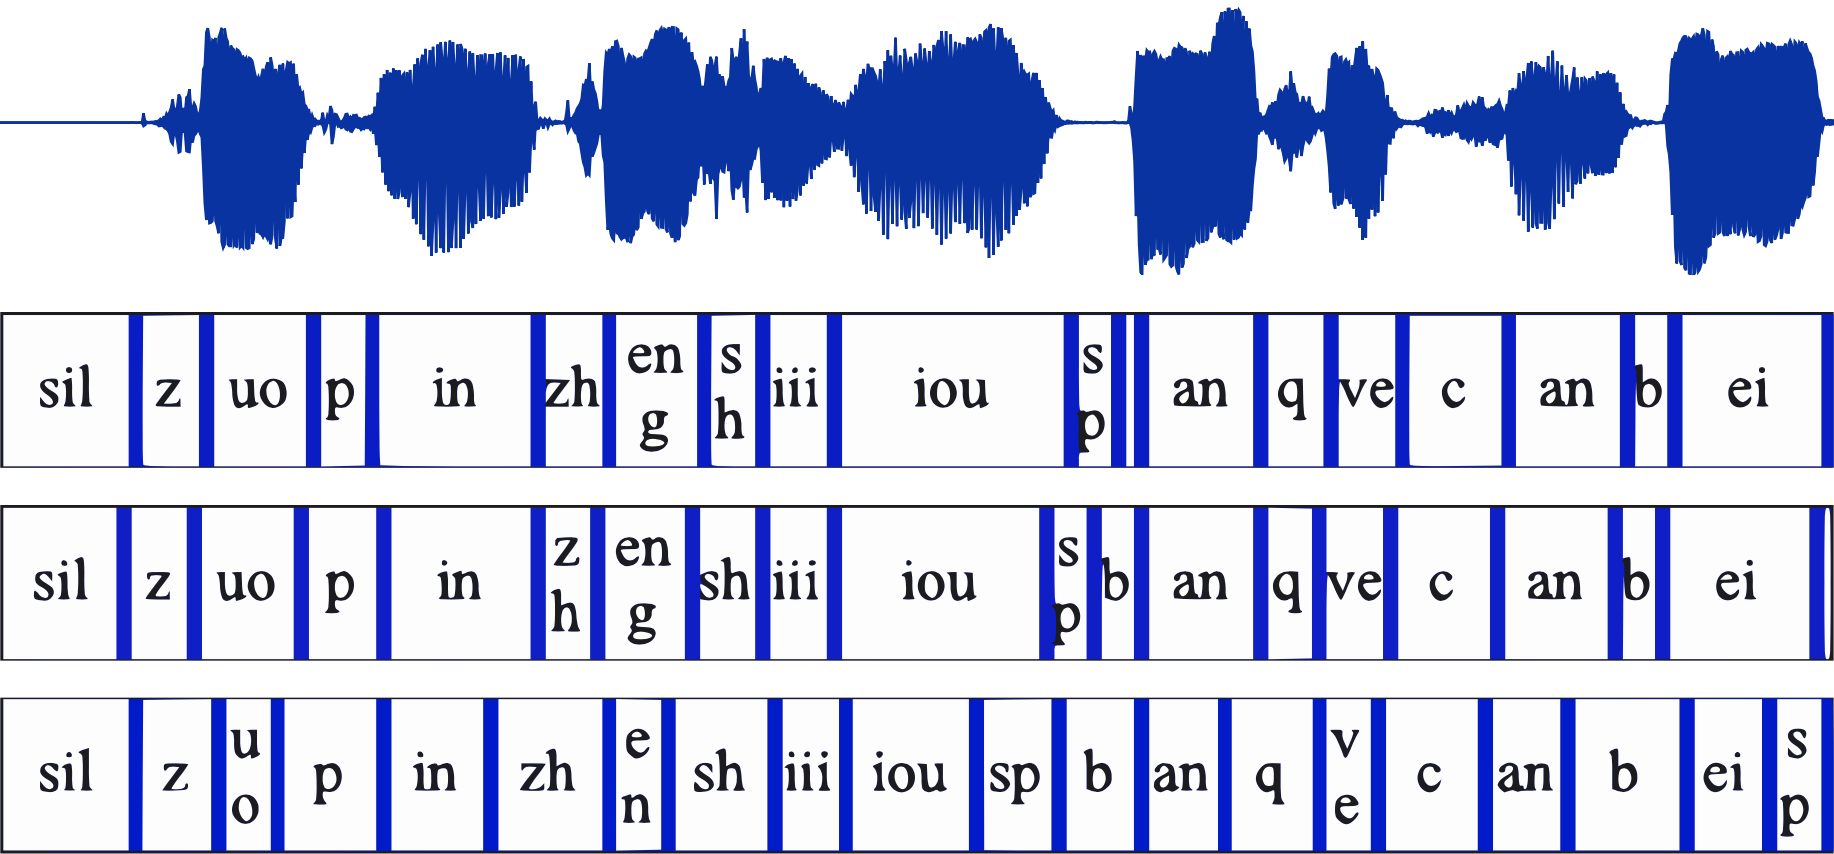 sil z uo p in zh eng sh iii iou sp an q ve c an b ei
sil z uo p in zh eng sh iii iou sp b an q ve c an b ei
sil z uo p in zh en sh iii iou sp b an q ve c an b ei sp